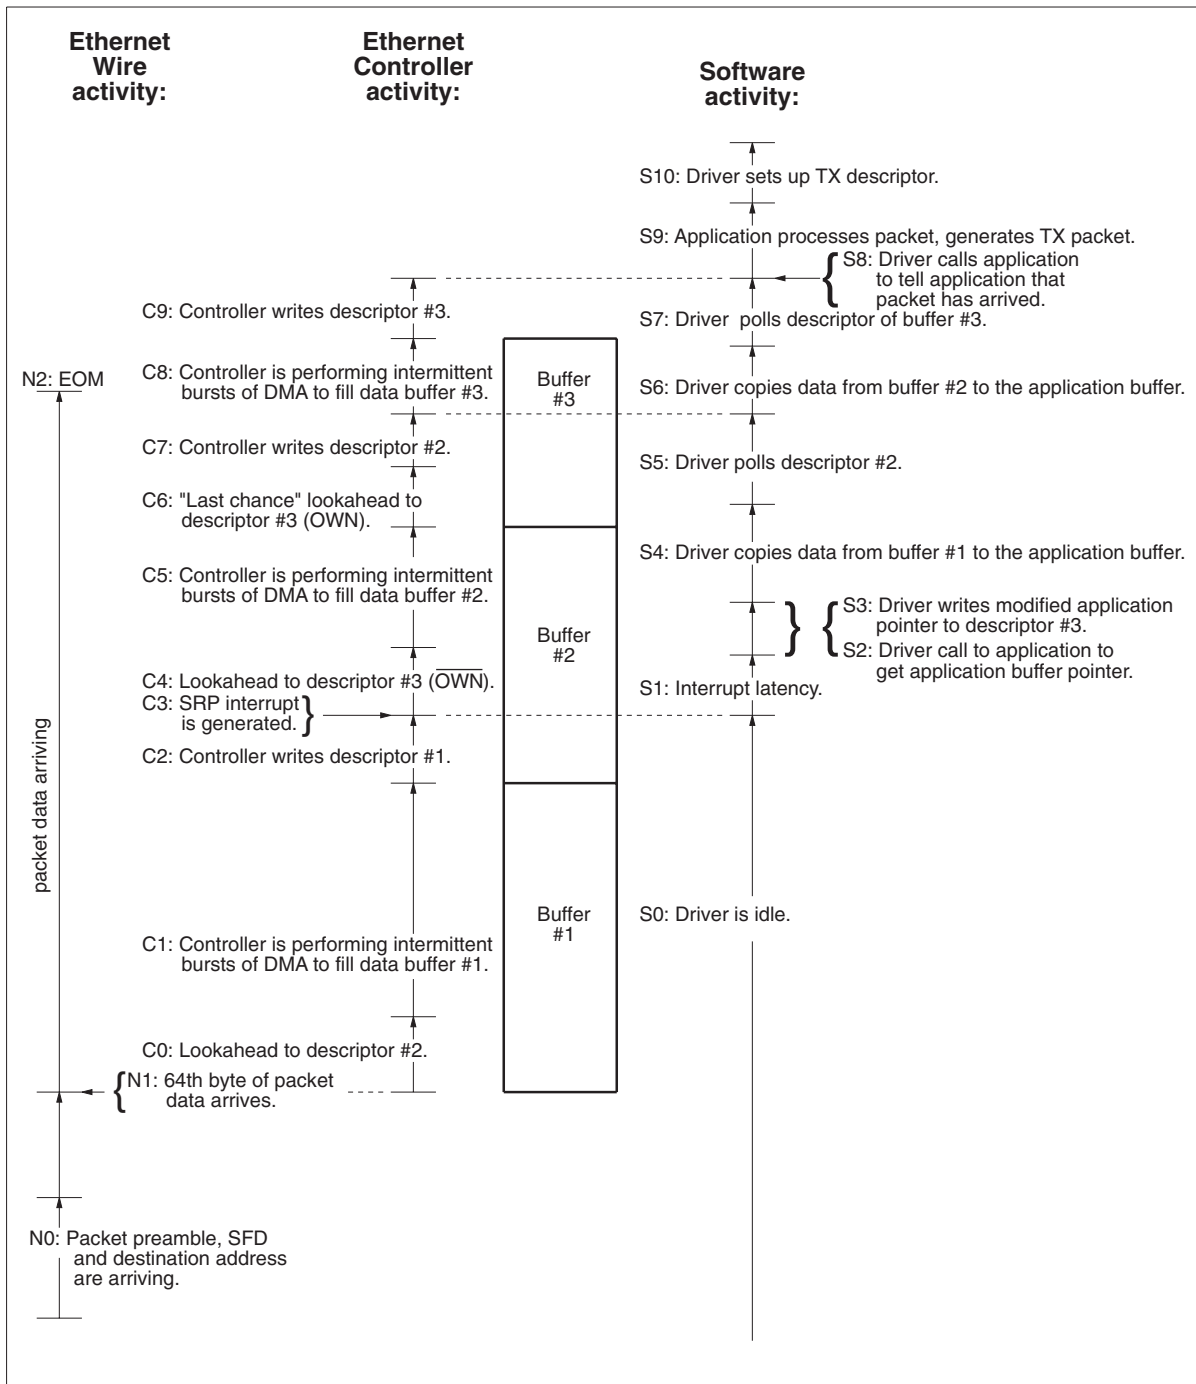 Ethernet
Wire
activity:
Ethernet
Controller
activity:
Software
activity:
S10: Driver sets up TX descriptor.
S9: Application processes packet, generates TX packet.
S8: Driver calls application
to tell application that
packet has arrived.
C9: Controller writes descriptor #3.
S7: Driver polls descriptor of buffer #3.
N2: EOM
C8: Controller is performing intermittent
bursts of DMA to fill data buffer #3.
Buffer
#3
S6: Driver copies data from buffer #2 to the application buffer.
C7: Controller writes descriptor #2.
S5: Driver polls descriptor #2.
C6: "Last chance" lookahead to
descriptor #3 (OWN).
S4: Driver copies data from buffer #1 to the application buffer.
C5: Controller is performing intermittent
bursts of DMA to fill data buffer #2.
Buffer
#2
S3: Driver writes modified application
pointer to descriptor #3.
S2: Driver call to application to
get application buffer pointer.
C4: Lookahead to descriptor #3 (OWN).
S1: Interrupt latency.
C3: SRP interrupt
is generated.
C2: Controller writes descriptor #1.
packet data arriving
Buffer
#1
S0: Driver is idle.
C1: Controller is performing intermittent
bursts of DMA to fill data buffer #1.
C0: Lookahead to descriptor #2.
N1: 64th byte of packet
data arrives.
N0: Packet preamble, SFD
and destination address
are arriving.